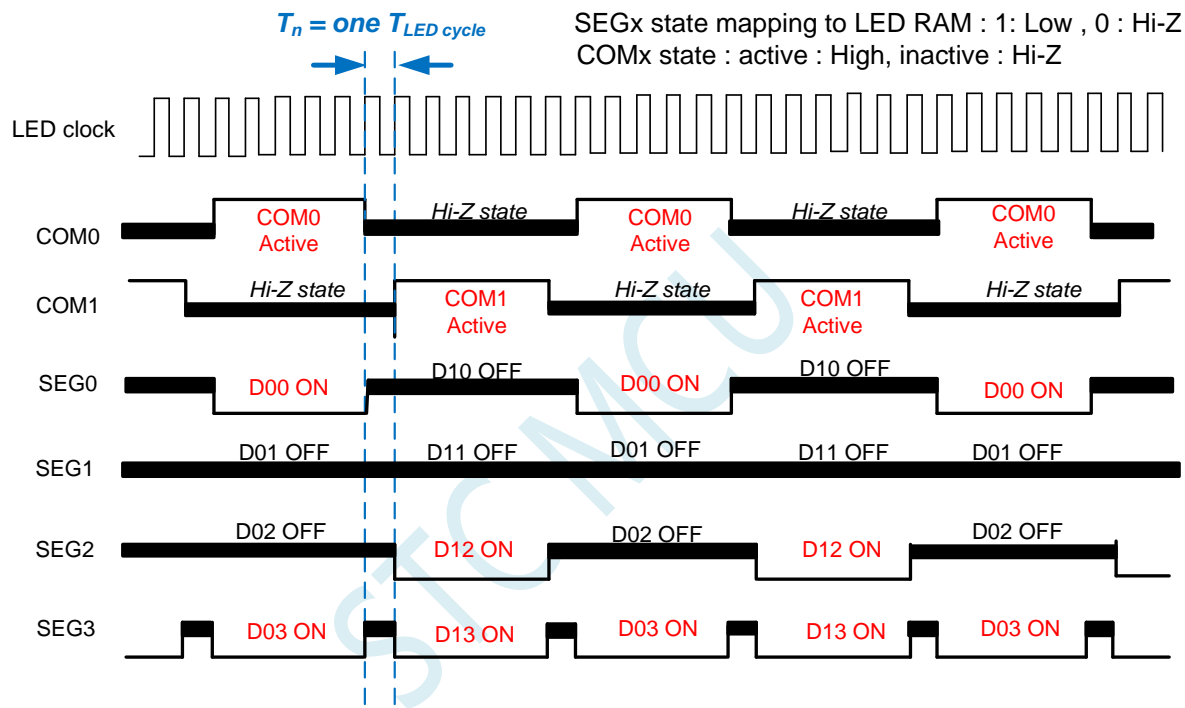 Tn = one TLED cycle
SEGx state mapping to LED RAM : 1: Low , 0 : Hi-Z
COMx state : active : High, inactive : Hi-Z
LED clock
COM0
COM0
Active
Hi-Z state
COM0
Active
Hi-Z state
COM0
Active
COM1
Hi-Z state
COM1
Active
Hi-Z state
COM1
Active
Hi-Z state
SEG0
D00 ON
D10 OFF
D00 ON
D10 OFF
D00 ON
SEG1
D01 OFF
D11 OFF
D01 OFF
D11 OFF
D01 OFF
SEG2
D02 OFF
D12 ON
D02 OFF
D12 ON
D02 OFF
SEG3
D03 ON
D13 ON
D03 ON
D13 ON
D03 ON
STC MCU